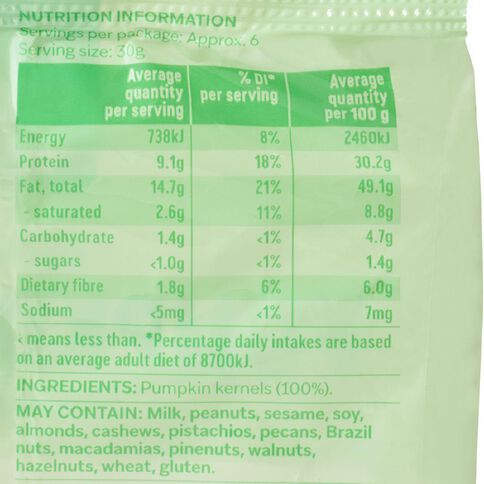 NUTRITION INFORMATION
Servings per package: Approx. 6
Serving size: 30g
Average quantity per serving % DI* per serving Average quantity per 100 g
Energy 738kJ 8% 2460kJ
Protein 9.1g 18% 30.2g
Fat, total 14.7g 21% 49.1g
- saturated 2.6g 11% 8.8g
Carbohydrate 1.4g <1% 4.7g
- sugars <1.0g <1% 1.4g
Dietary fibre 1.8g 6% 6.0g
Sodium <5mg <1% 7mg
< means less than. *Percentage daily intakes are based
on an average adult diet of 8700kJ.
INGREDIENTS: Pumpkin kernels (100%).
MAY CONTAIN: Milk, peanuts, sesame, soy,
almonds, cashews, pistachios, pecans, Brazil
nuts, macadamias, pinenuts, walnuts,
hazelnuts, wheat, gluten.